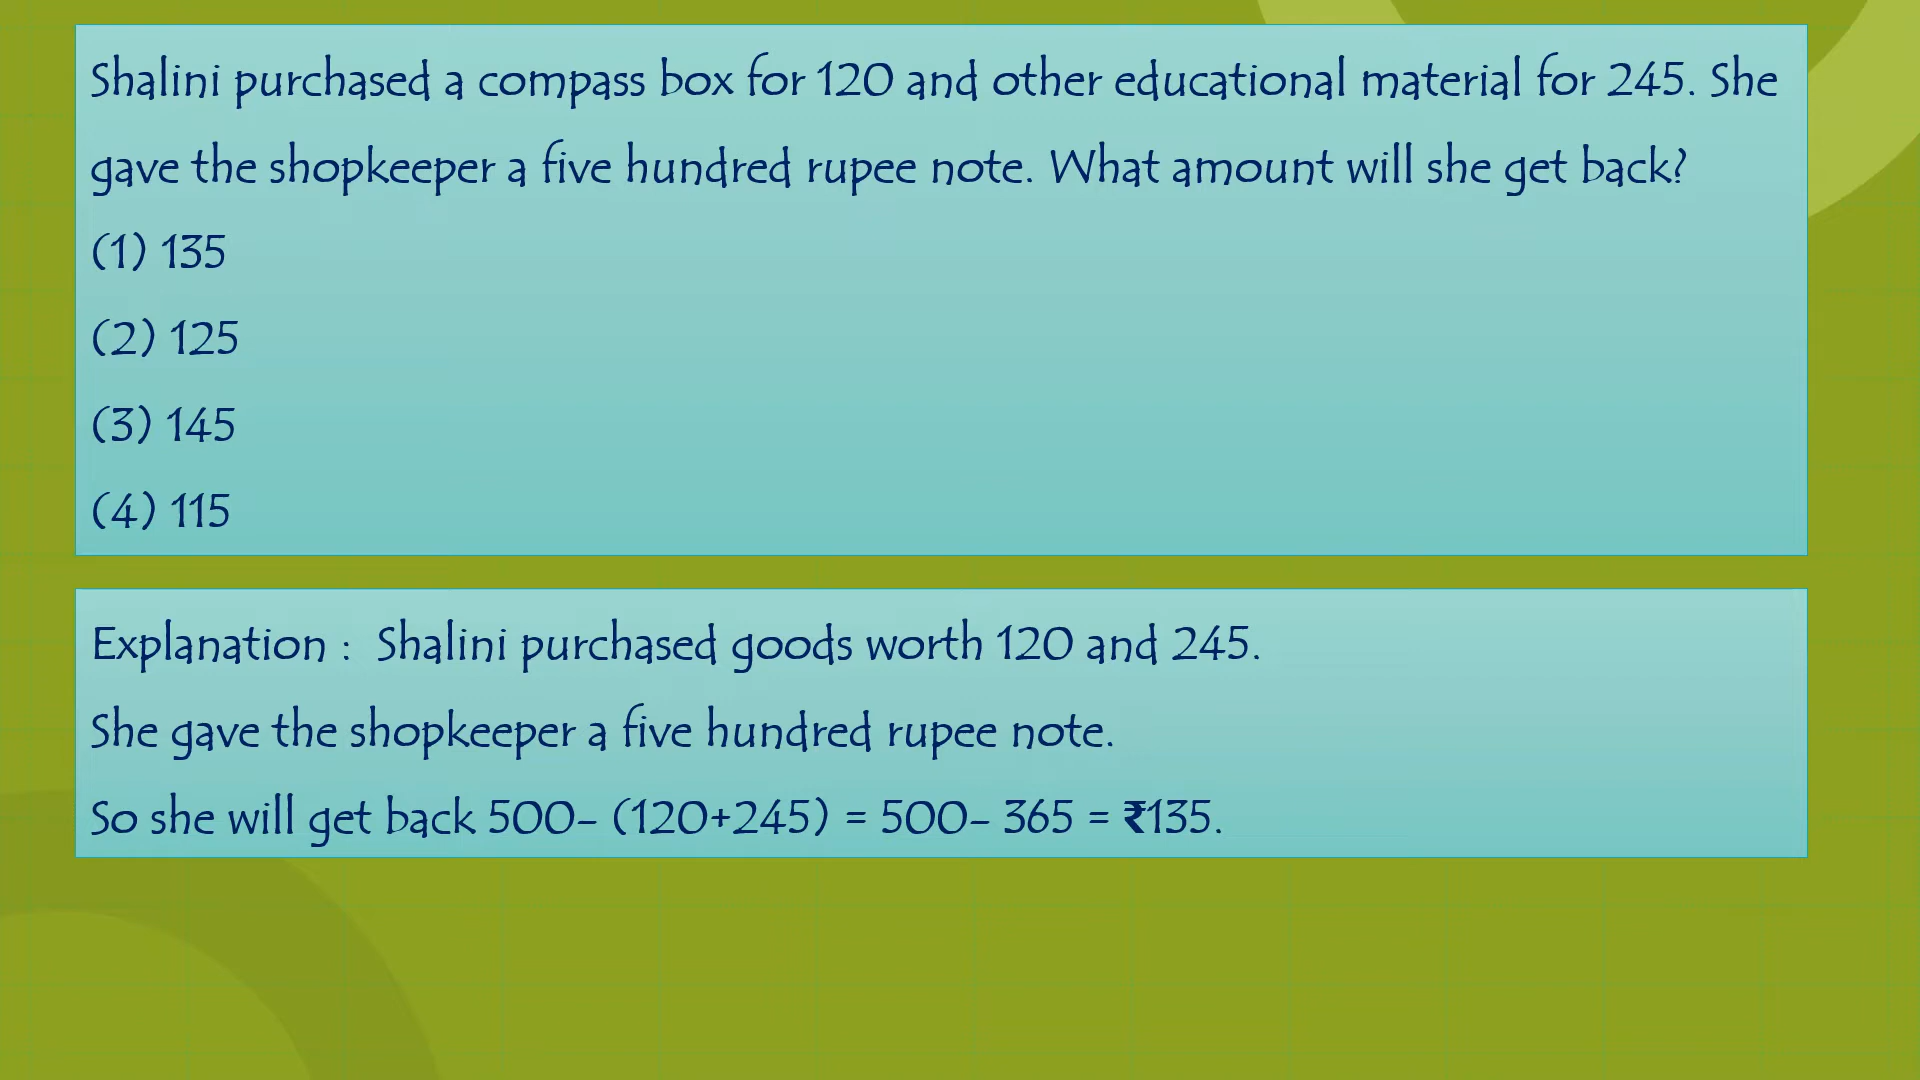 Shalini purchased a compass box for 120 and other educational material for 245. She
gave the shopkeeper a five hundred rupee note. What amount will she get back?
(1) 135
(2) 125
(3) 145
(4) 115
Explanation :  Shalini purchased goods worth 120 and 245.
She gave the shopkeeper a five hundred rupee note.
So she will get back 500– (120+245) = 500– 365 = ₹135.